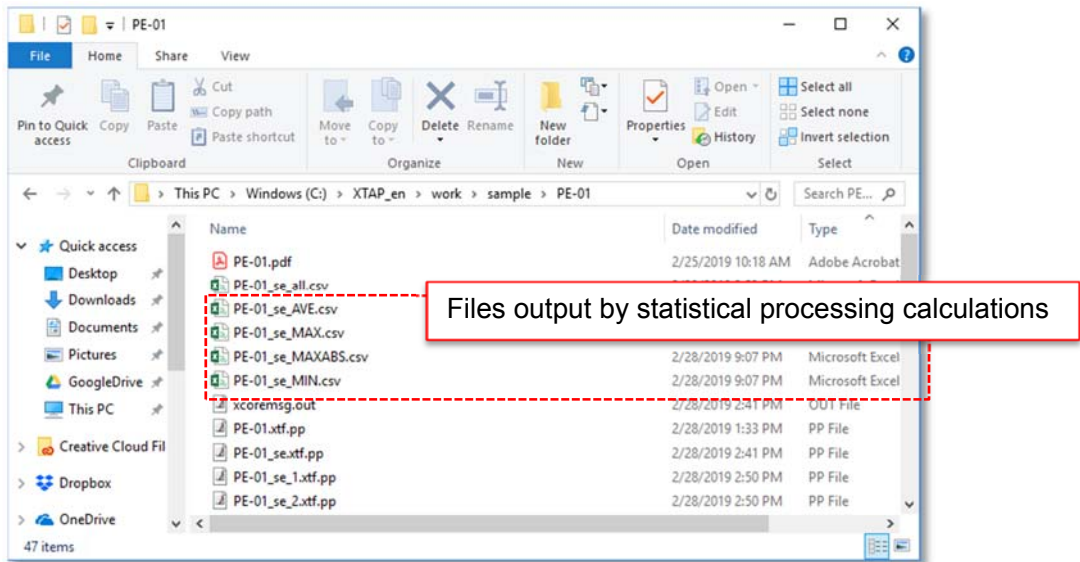 PE-01
File Home Share View
Pin to Quick access
Copy
Paste
Cut
Copy path
Paste shortcut
Clipboard
Move to
Copy to
Delete
Rename
Organize
New folder
New
Properties
Open
Edit
History
Open
Select all
Select none
Invert selection
Select
This PC > Windows (C:) > XTAP_en > work > sample > PE-01
Search PE...
Quick access
Desktop
Downloads
Documents
Pictures
GoogleDrive
This PC
Creative Cloud Fil
Dropbox
OneDrive
Name Date modified Type
PE-01.pdf 2/25/2019 10:18 AM Adobe Acrobat
PE-01_se_all.csv
PE-01_se_AVE.csv
PE-01_se_MAX.csv
Files output by statistical processing calculations
PE-01_se_MAXABS.csv 2/28/2019 9:07 PM Microsoft Excel
PE-01_se_MIN.csv 2/28/2019 9:07 PM Microsoft Excel
xcoremsg.out 2/28/2019 2:41 PM OUT File
PE-01.xtf.pp 2/28/2019 1:33 PM PP File
PE-01_se.xtf.pp 2/28/2019 2:41 PM PP File
PE-01_se_1.xtf.pp 2/28/2019 2:50 PM PP File
PE-01_se_2.xtf.pp 2/28/2019 2:50 PM PP File
47 items